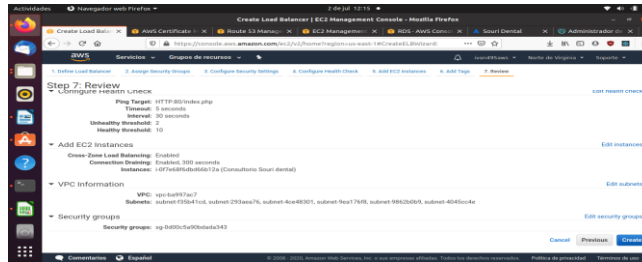 Actividades Navegador web Firefox 2 de jul 12:15
Create Load Balancer | EC2 Management Console - Mozilla Firefox
Create Load Balan AWS Certificate Route 53 Manage EC2 Management RDS - AWS Consol Souri Dental Administrador de
https://console.aws.amazon.com/ec2/v2/home?region=us-east-1#CreateELBWizard:
aws Servicios Grupo de recursos ivand95aws Norte de Virginia Soporte
1. Define Load Balancer 2. Assign Security Groups 3. Configure Security Settings 4. Configure Health Check 5. Add EC2 Instances 6. Add Tags 7. Review
Step 7: Review
Configure Health Check Edit health check
Ping Target: HTTP:80/index.php
Timeout: 5 seconds
Interval: 30 seconds
Unhealthy threshold: 2
Healthy threshold: 10
Add EC2 Instances Edit instances
Cross-Zone Load Balancing: Enabled
Connection Draining: Enabled, 300 seconds
Instances: i-0f7e68f6dbd66b12a (Consultorio Souri dental)
VPC Information Edit subnets
VPC: vpc-ba997ac7
Subnets: subnet-f35b41cd, subnet-293aea76, subnet-4ce48301, subnet-9ea176f8, subnet-9862b0b9, subnet-4045cc4e
Security groups Edit security groups
Security groups: sg-0d00c5a90bdada343
Cancel Previous Create
Comentarios Español © 2008 - 2020, Amazon Web Services, Inc. o sus empresas afiliadas. Todos los derechos reservados. Política de privacidad Términos de uso